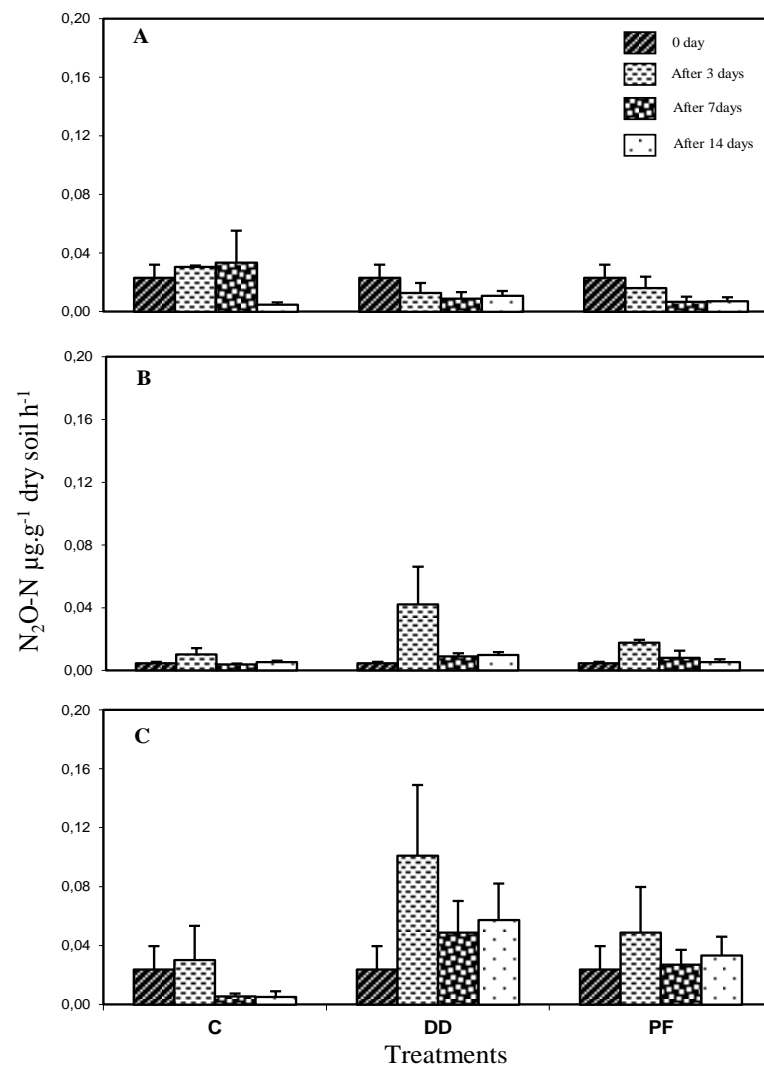 A
0 day
After 3 days
After 7days
After 14 days
0,20
0,16
0,12
0,08
0,04
0,00
B
0,20
0,16
0,12
0,08
0,04
0,00
N₂O-N µg.g⁻¹ dry soil h⁻¹
C
0,20
0,16
0,12
0,08
0,04
0,00
C DD PF
Treatments